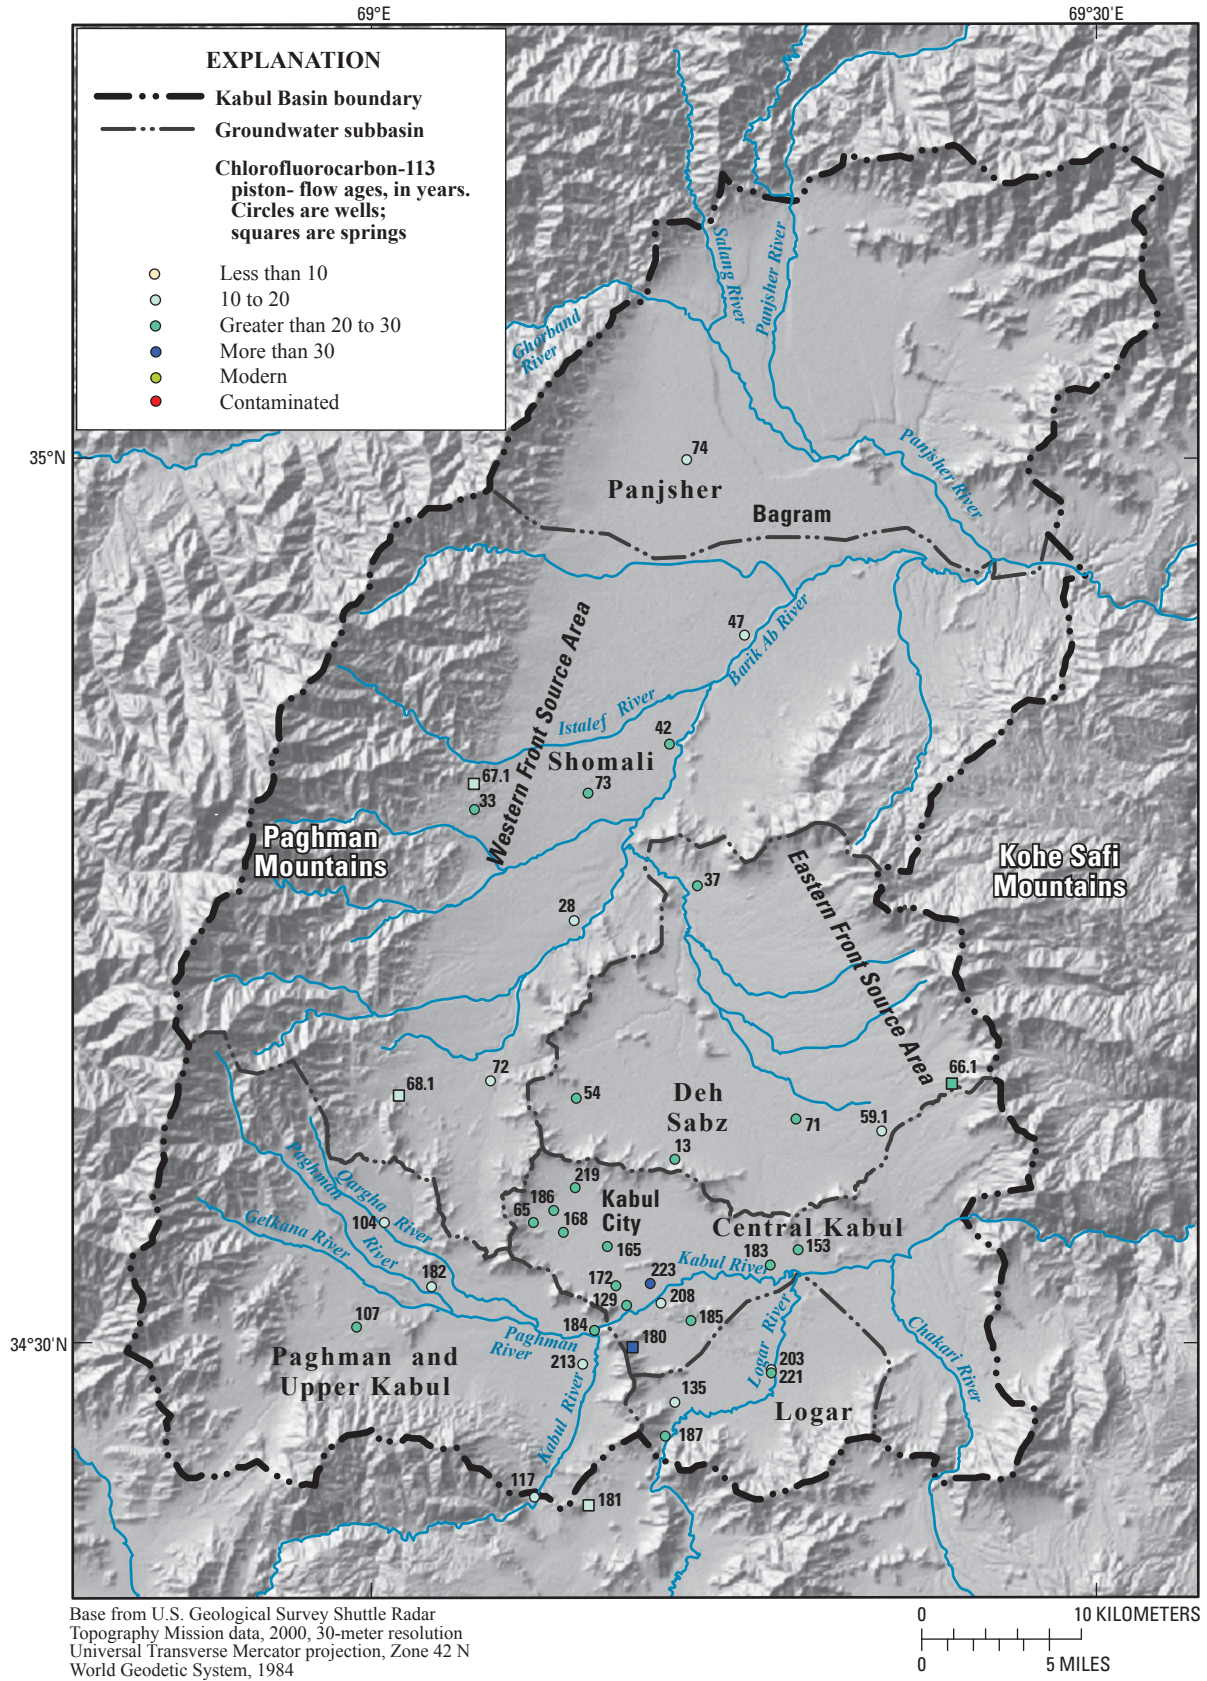 69°E
69°30'E
EXPLANATION
Kabul Basin boundary
Groundwater subbasin
Chlorofluorocarbon-113
piston- flow ages, in years.
Circles are wells;
squares are springs
Less than 10
10 to 20
Greater than 20 to 30
More than 30
Modern
Contaminated
Salang River
Panjsher River
Ghorband
River
35°N
74
Panjsher
Panjsher River
Bagram
47
Barik Ab River
Western Front Source Area
Istalef River
42
Shomali
67.1
73
33
Paghman
Mountains
Kohe Safi
Mountains
Eastern Front Source Area
37
28
72
68.1
54
Deh
Sabz
66.1
71
59.1
13
219
186
65
168
Kabul
City
Central Kabul
165
183
153
Qargha River
Paghman
River
Gelkana River
104
182
107
Kabul River
172
223
129
208
185
184
180
Paghman
River
213
34°30'N
Paghman and
Upper Kabul
Logar River
203
221
135
Logar
187
Chakari River
Kabul River
117
181
Base from U.S. Geological Survey Shuttle Radar
Topography Mission data, 2000, 30-meter resolution
Universal Transverse Mercator projection, Zone 42 N
World Geodetic System, 1984
0
10 KILOMETERS
0
5 MILES